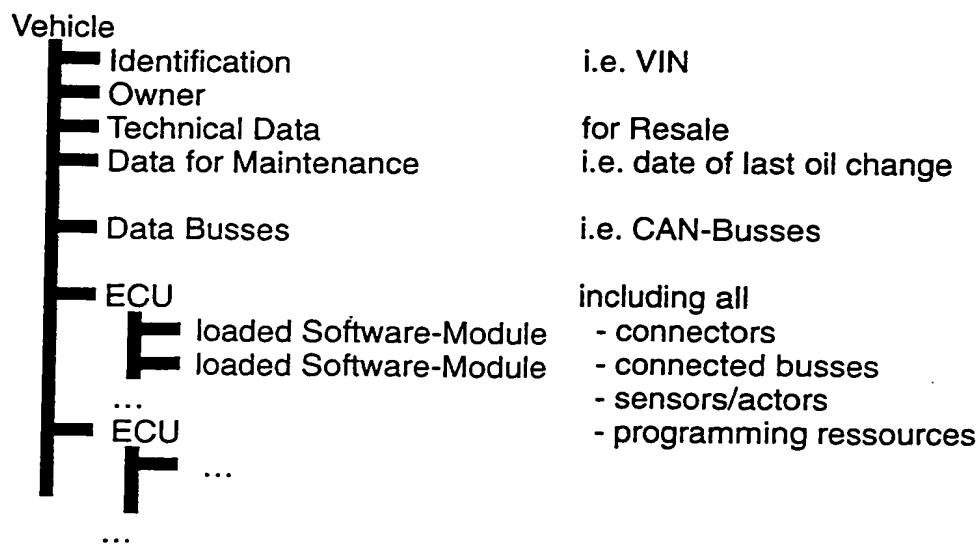 Vehicle
Identification i.e. VIN
Owner
Technical Data for Resale
Data for Maintenance i.e. date of last oil change
Data Busses i.e. CAN-Busses
ECU including all
loaded Software-Module - connectors
loaded Software-Module - connected busses
... - sensors/actors
ECU - programming ressources
...
...